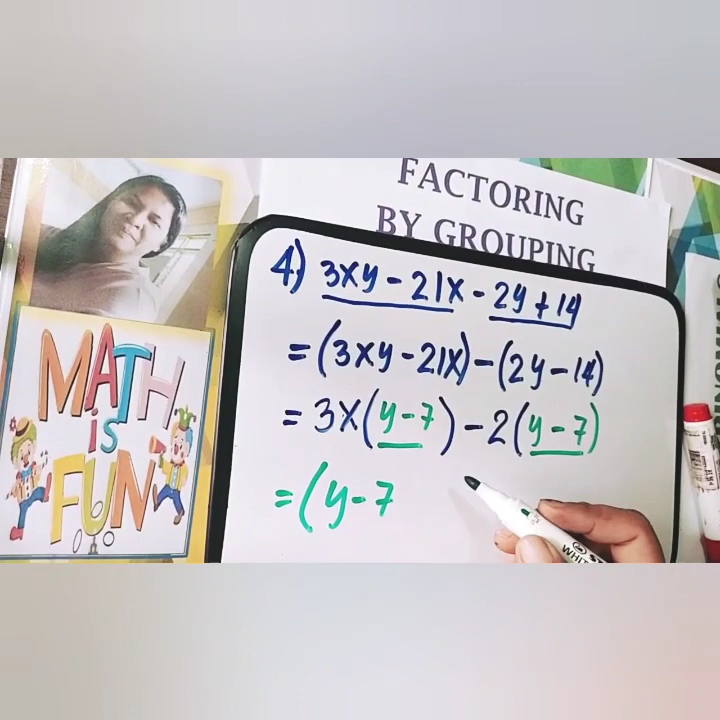 FACTORING
BY GROUPING
4) 3xy - 21x - 2y + 14
= (3xy - 21x) - (2y - 14)
= 3x(y - 7) - 2(y - 7)
= (y - 7
MATH
is
FUN
WHIT